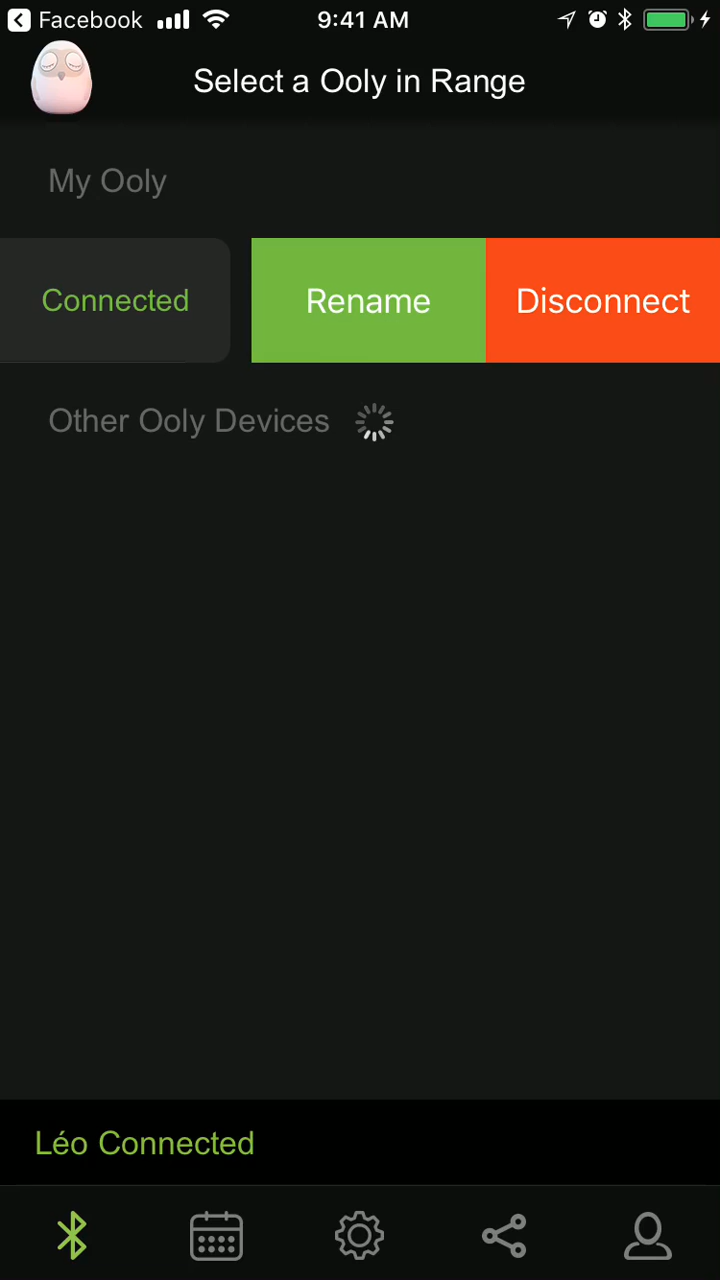 Facebook 9:41 AM
Select a Ooly in Range
My Ooly
Connected Rename Disconnect
Other Ooly Devices
Léo Connected